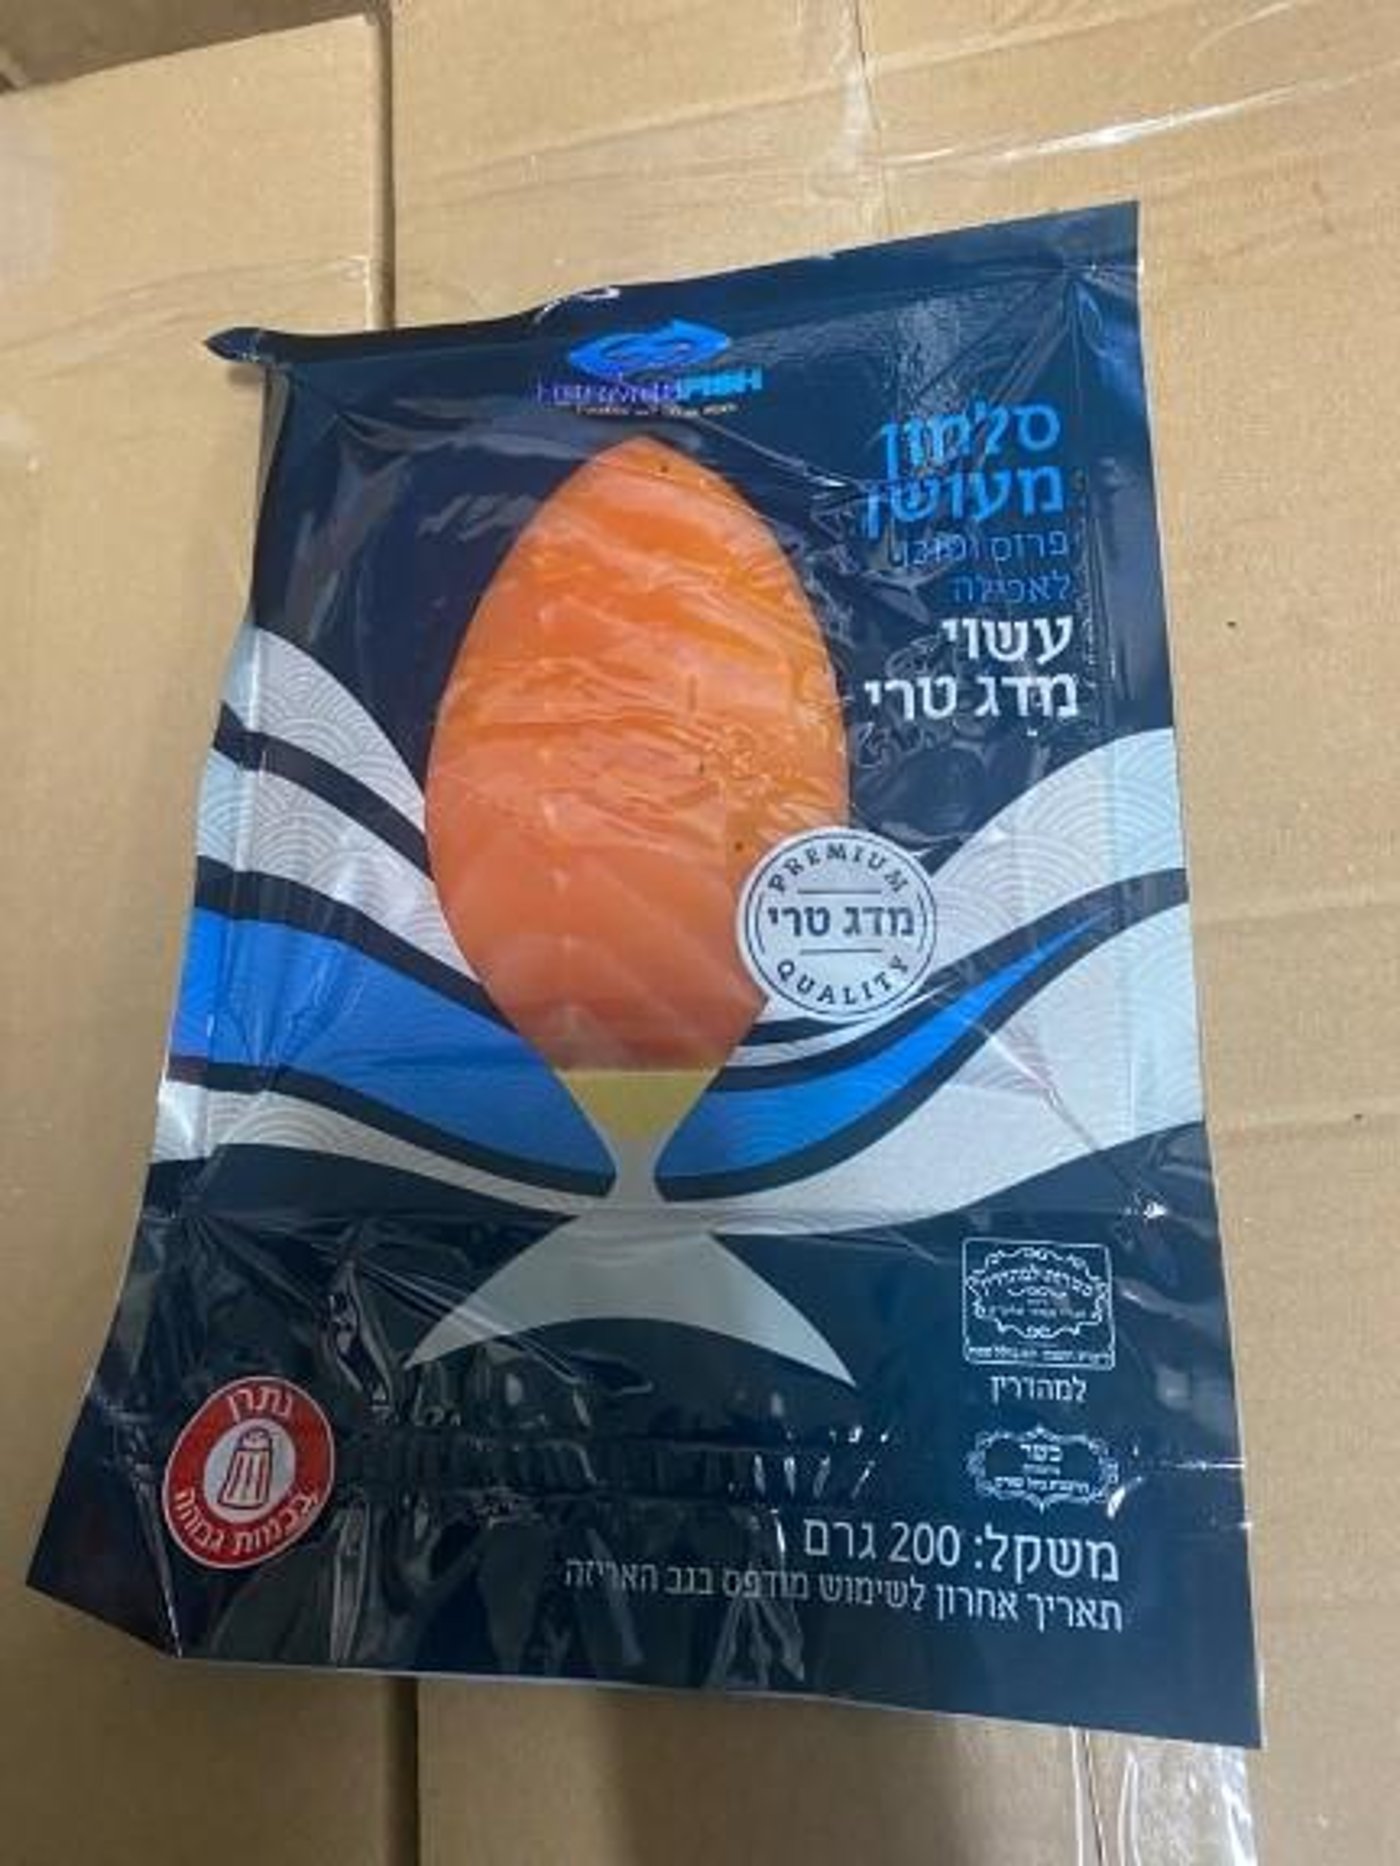 FISH
סלמון
מעושן
פרוס ומוכן
לאכילה
עשוי
מדג טרי
PREMIUM
מדג טרי
QUALITY
למהדרין
כשר
נתרן
בכמות גבוהה
משקל: 200 גרם
תאריך אחרון לשימוש מודפס בגב האריזה